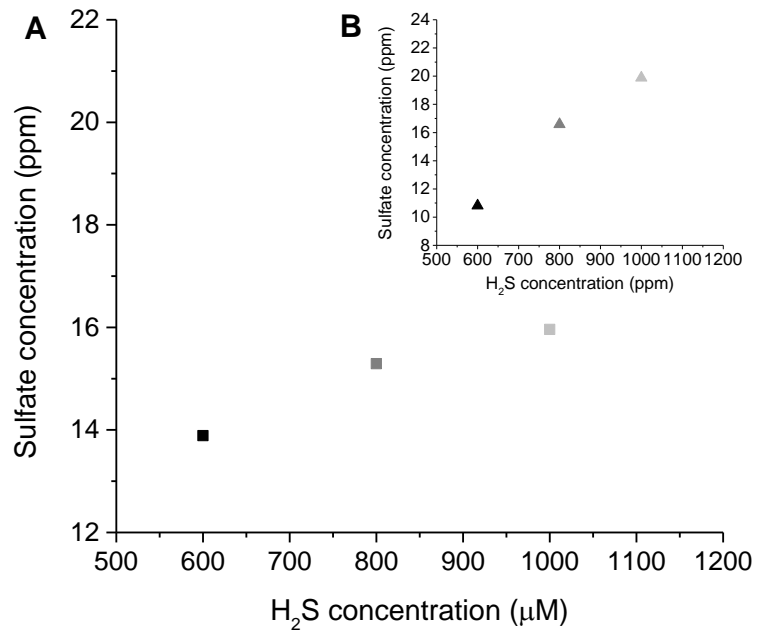 A
Sulfate concentration (ppm)
22
20
18
16
14
12
500 600 700 800 900 1000 1100 1200
H₂S concentration (μM)
B
Sulfate concentration (ppm)
24
22
20
18
16
14
12
10
8
500 600 700 800 900 1000 1100 1200
H₂S concentration (ppm)